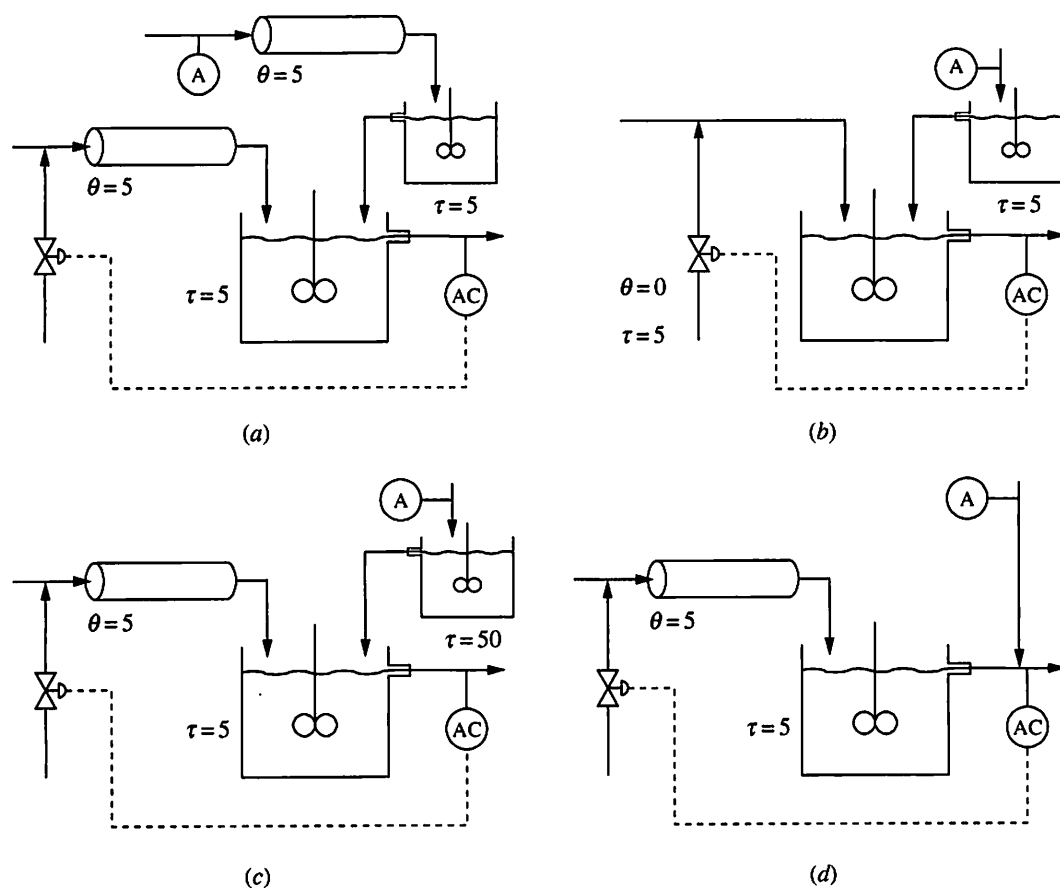 A
θ = 5
θ = 5
τ = 5
τ = 5
AC
(a)
A
τ = 5
θ = 0
τ = 5
AC
(b)
A
θ = 5
τ = 50
τ = 5
AC
(c)
A
θ = 5
τ = 5
AC
(d)